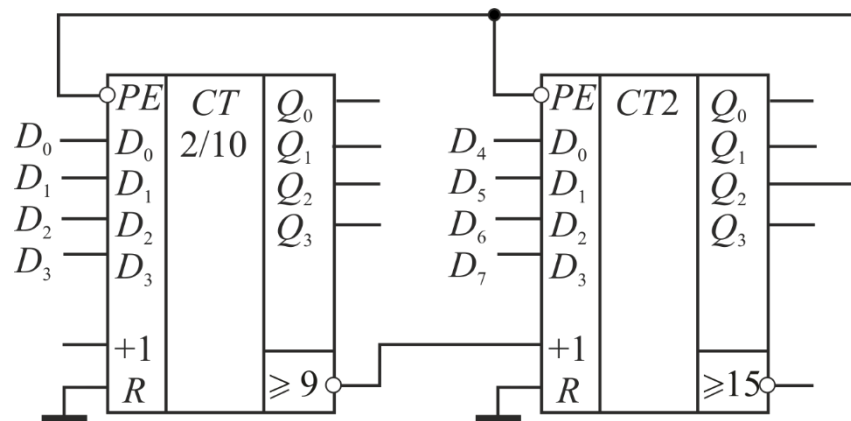 PE CT Q₀
D₀ D₀ 2/10 Q₁
D₁ D₁ Q₂
D₂ D₂ Q₃
D₃ D₃
+1
R ⩾ 9
PE CT2 Q₀
D₄ D₀ Q₁
D₅ D₁ Q₂
D₆ D₂ Q₃
D₇ D₃
+1
R ⩾15